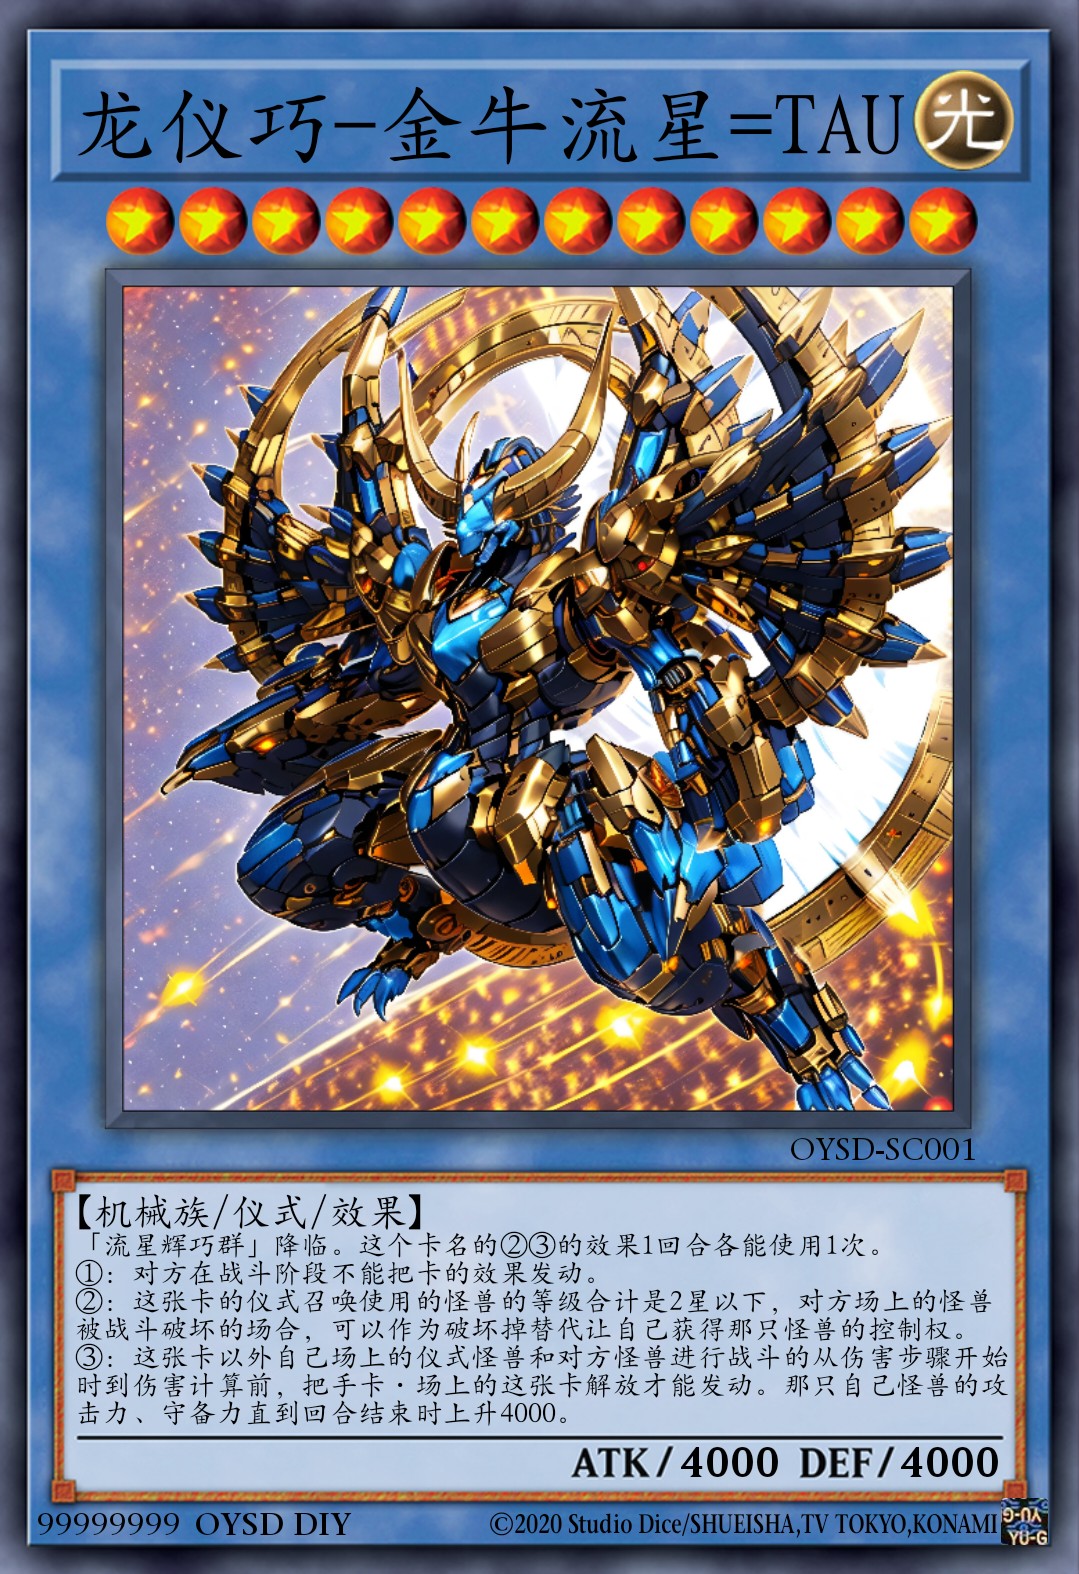 龙仪巧-金牛流星=TAU
光
OYSD-SC001
【机械族/仪式/效果】
「流星辉巧群」降临。这个卡名的②③的效果1回合各能使用1次。
①：对方在战斗阶段不能把卡的效果发动。
②：这张卡的仪式召唤使用的怪兽的等级合计是2星以下，对方场上的怪兽
被战斗破坏的场合，可以作为破坏掉替代让自己获得那只怪兽的控制权。
③：这张卡以外自己场上的仪式怪兽和对方怪兽进行战斗的从伤害步骤开始
时到伤害计算前，把手卡·场上的这张卡解放才能发动。那只自己怪兽的攻
击力、守备力直到回合结束时上升4000。
ATK/4000 DEF/4000
99999999 OYSD DIY
©2020 Studio Dice/SHUEISHA,TV TOKYO,KONAMI